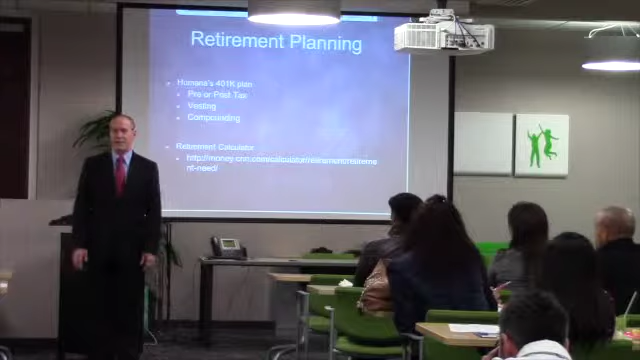 Retirement Planning
Humana's 401K plan
Pre or Post Tax
Vesting
Compounding
Retirement Calculator
http://money.cnn.com/calculator/retirement/retireme
nt-need/